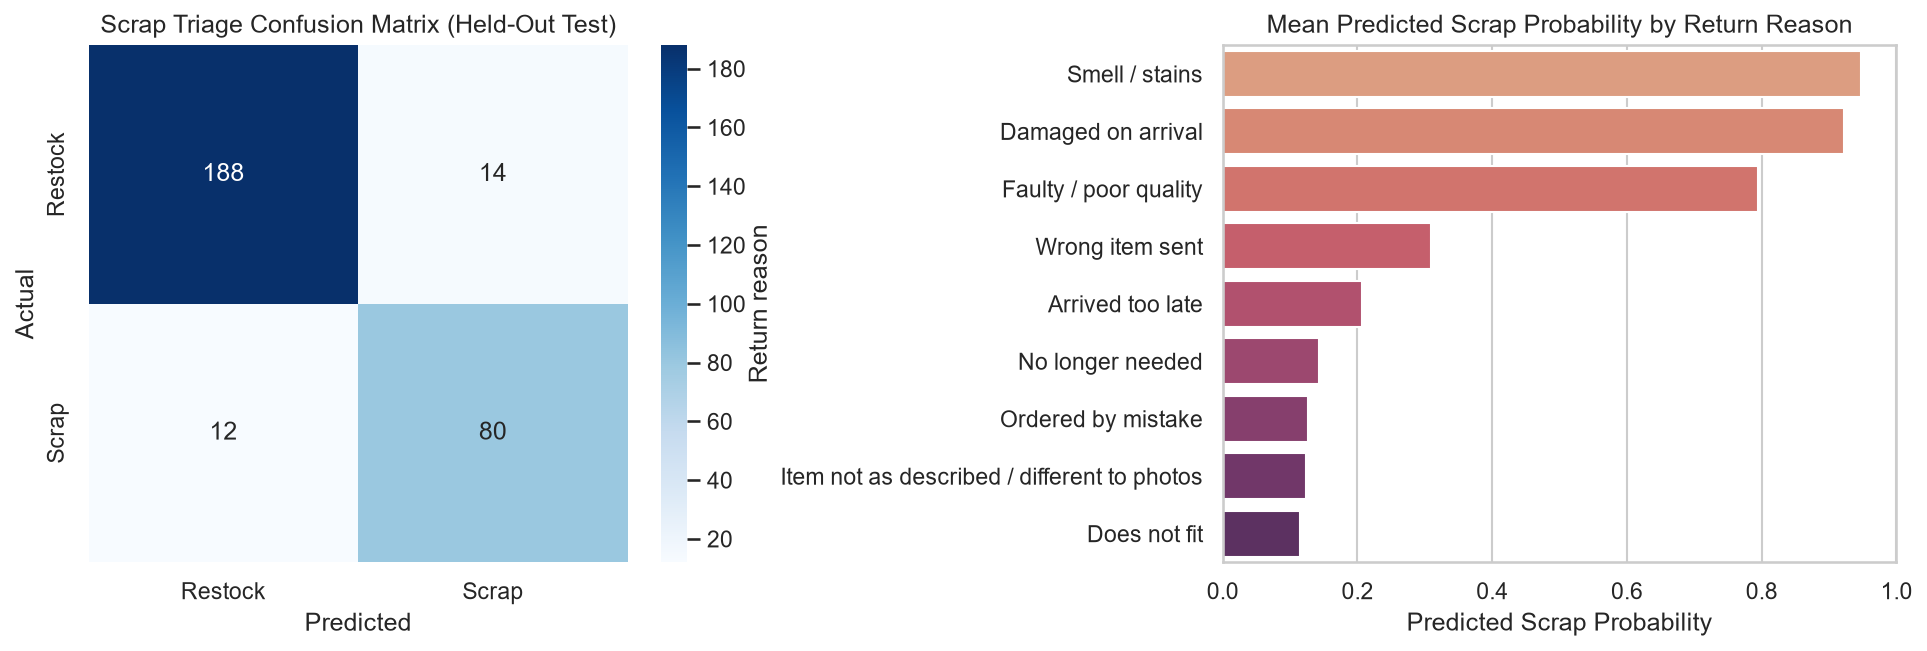 Scrap Triage Confusion Matrix (Held-Out Test)
Actual
Restock
Scrap
188
14
12
80
Restock
Scrap
Predicted
180
160
140
120
100
80
60
40
20
Mean Predicted Scrap Probability by Return Reason
Return reason
Smell / stains
Damaged on arrival
Faulty / poor quality
Wrong item sent
Arrived too late
No longer needed
Ordered by mistake
Item not as described / different to photos
Does not fit
0.0
0.2
0.4
0.6
0.8
1.0
Predicted Scrap Probability